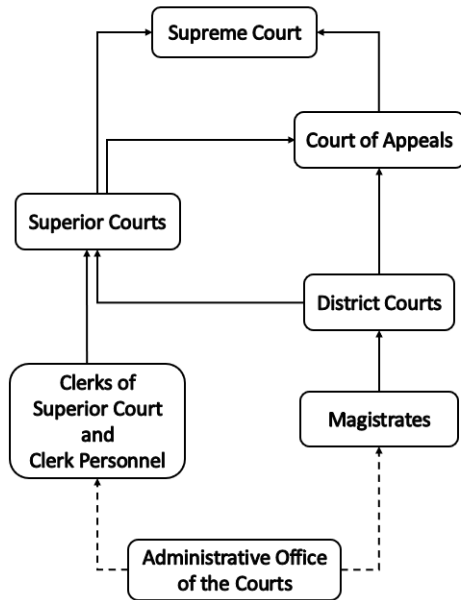 Supreme Court
Court of Appeals
Superior Courts
District Courts
Clerks of
Superior Court
and
Clerk Personnel
Magistrates
Administrative Office
of the Courts